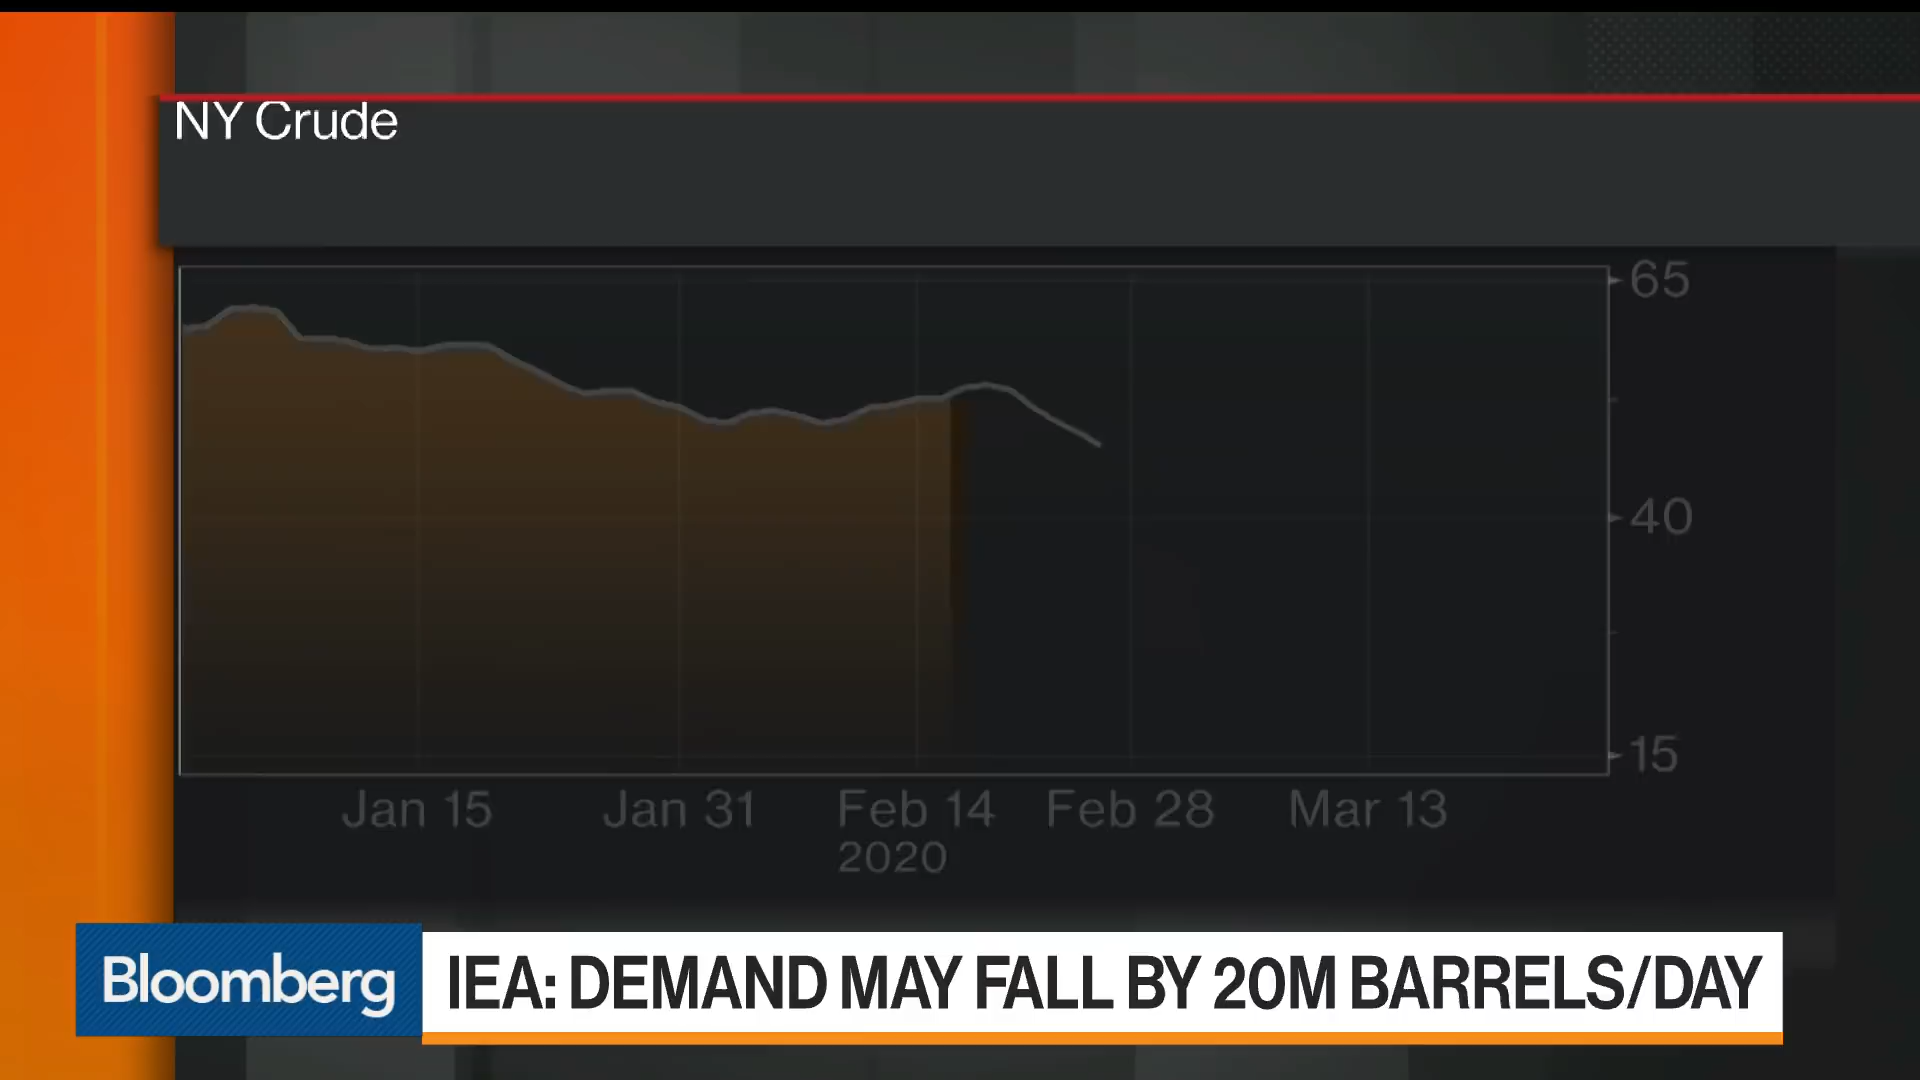 NY Crude
65
40
15
Jan 15 Jan 31 Feb 14 Feb 28 Mar 13
2020
Bloomberg
IEA: DEMAND MAY FALL BY 20M BARRELS/DAY